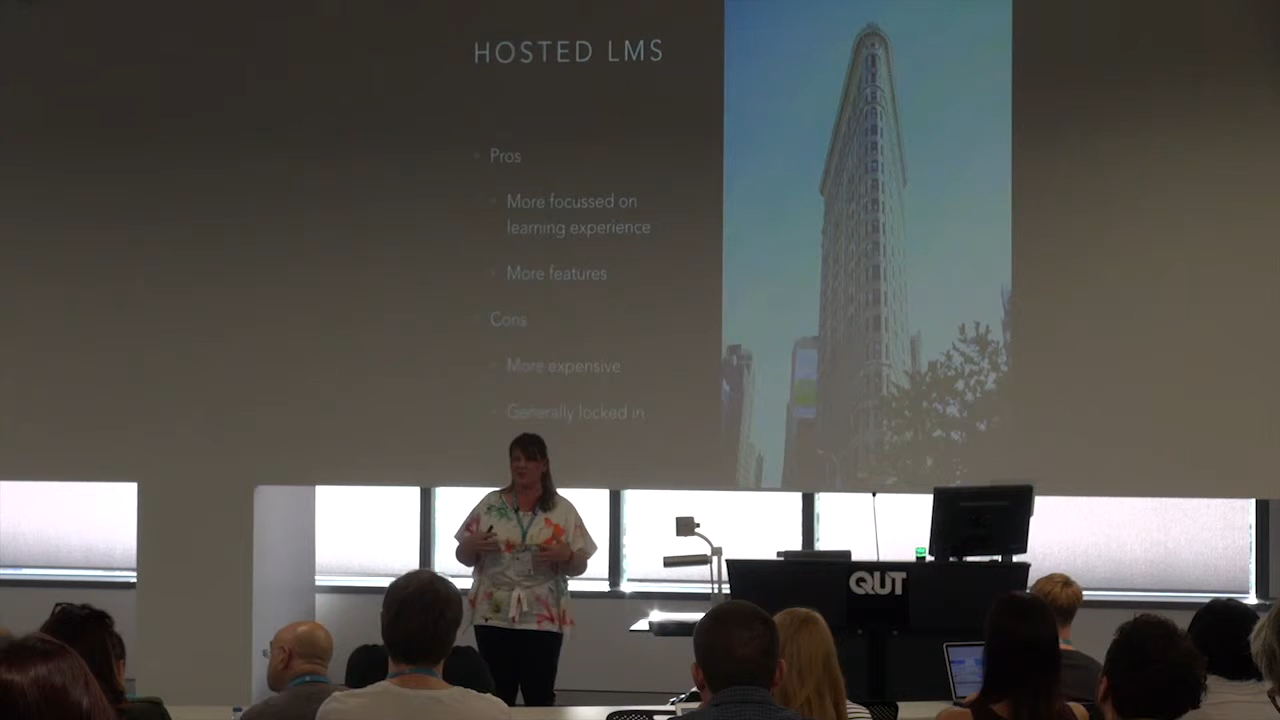 HOSTED LMS
Pros
More focussed on
learning experience
More features
Cons
More expensive
Generally locked in
QUT